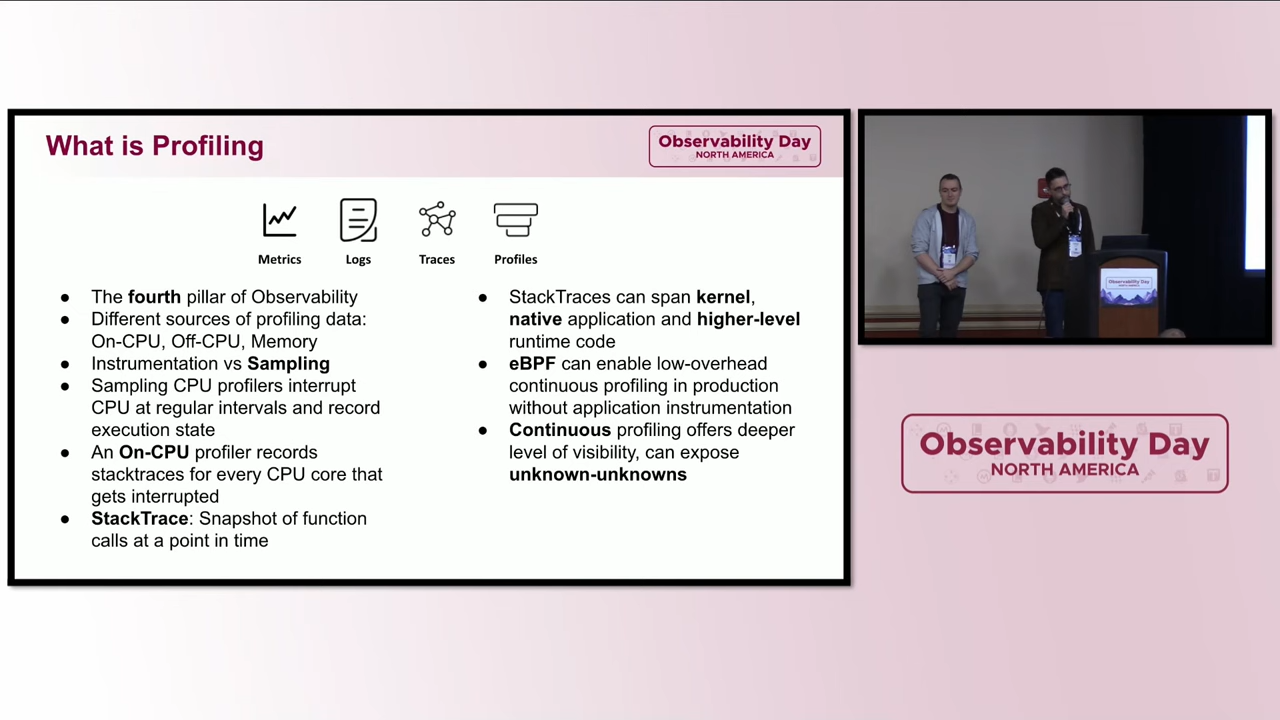 What is Profiling
Observability Day
NORTH AMERICA
Metrics
Logs
Traces
Profiles
● The fourth pillar of Observability
● Different sources of profiling data:
On-CPU, Off-CPU, Memory
● Instrumentation vs Sampling
● Sampling CPU profilers interrupt
CPU at regular intervals and record
execution state
● An On-CPU profiler records
stacktraces for every CPU core that
gets interrupted
● StackTrace: Snapshot of function
calls at a point in time
● StackTraces can span kernel,
native application and higher-level
runtime code
● eBPF can enable low-overhead
continuous profiling in production
without application instrumentation
● Continuous profiling offers deeper
level of visibility, can expose
unknown-unknowns
Observability Day
Observability Day
NORTH AMERICA